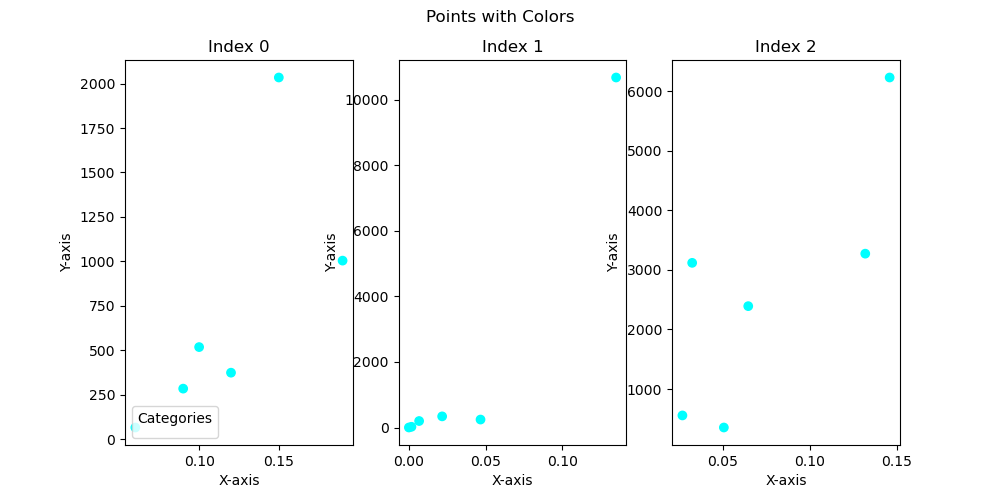 Points with Colors
Index 0
Index 1
Index 2
2000
1750
1500
1250
1000
750
500
250
0
Y-axis
Categories
0.10
0.15
X-axis
10000
8000
6000
4000
2000
0
Y-axis
0.00
0.05
0.10
X-axis
6000
5000
4000
3000
2000
1000
Y-axis
0.05
0.10
0.15
X-axis